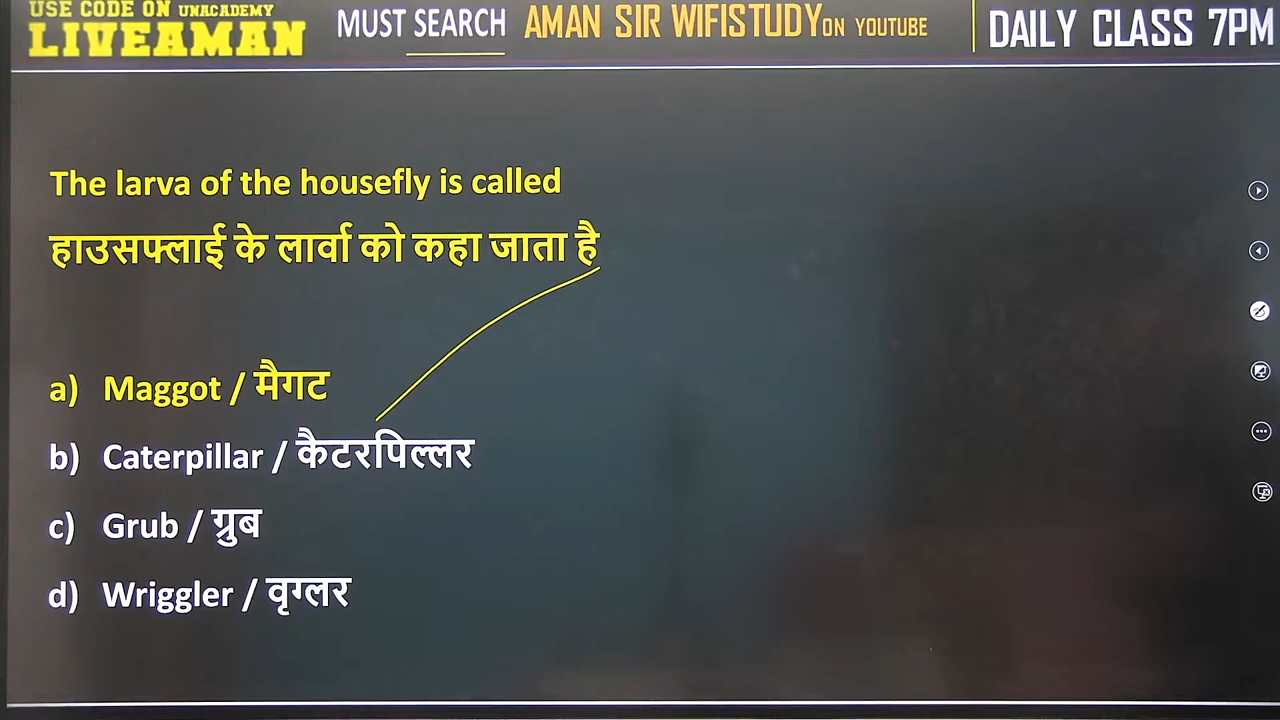 USE CODE ON UNACADEMY
LIVEAMAN
MUST SEARCH AMAN SIR WIFISTUDY ON YOUTUBE
DAILY CLASS 7PM
The larva of the housefly is called
हाउसफ्लाई के लार्वा को कहा जाता है
a) Maggot / मैगट
b) Caterpillar / कैटरपिल्लर
c) Grub / ग्रुब
d) Wriggler / वृग्लर